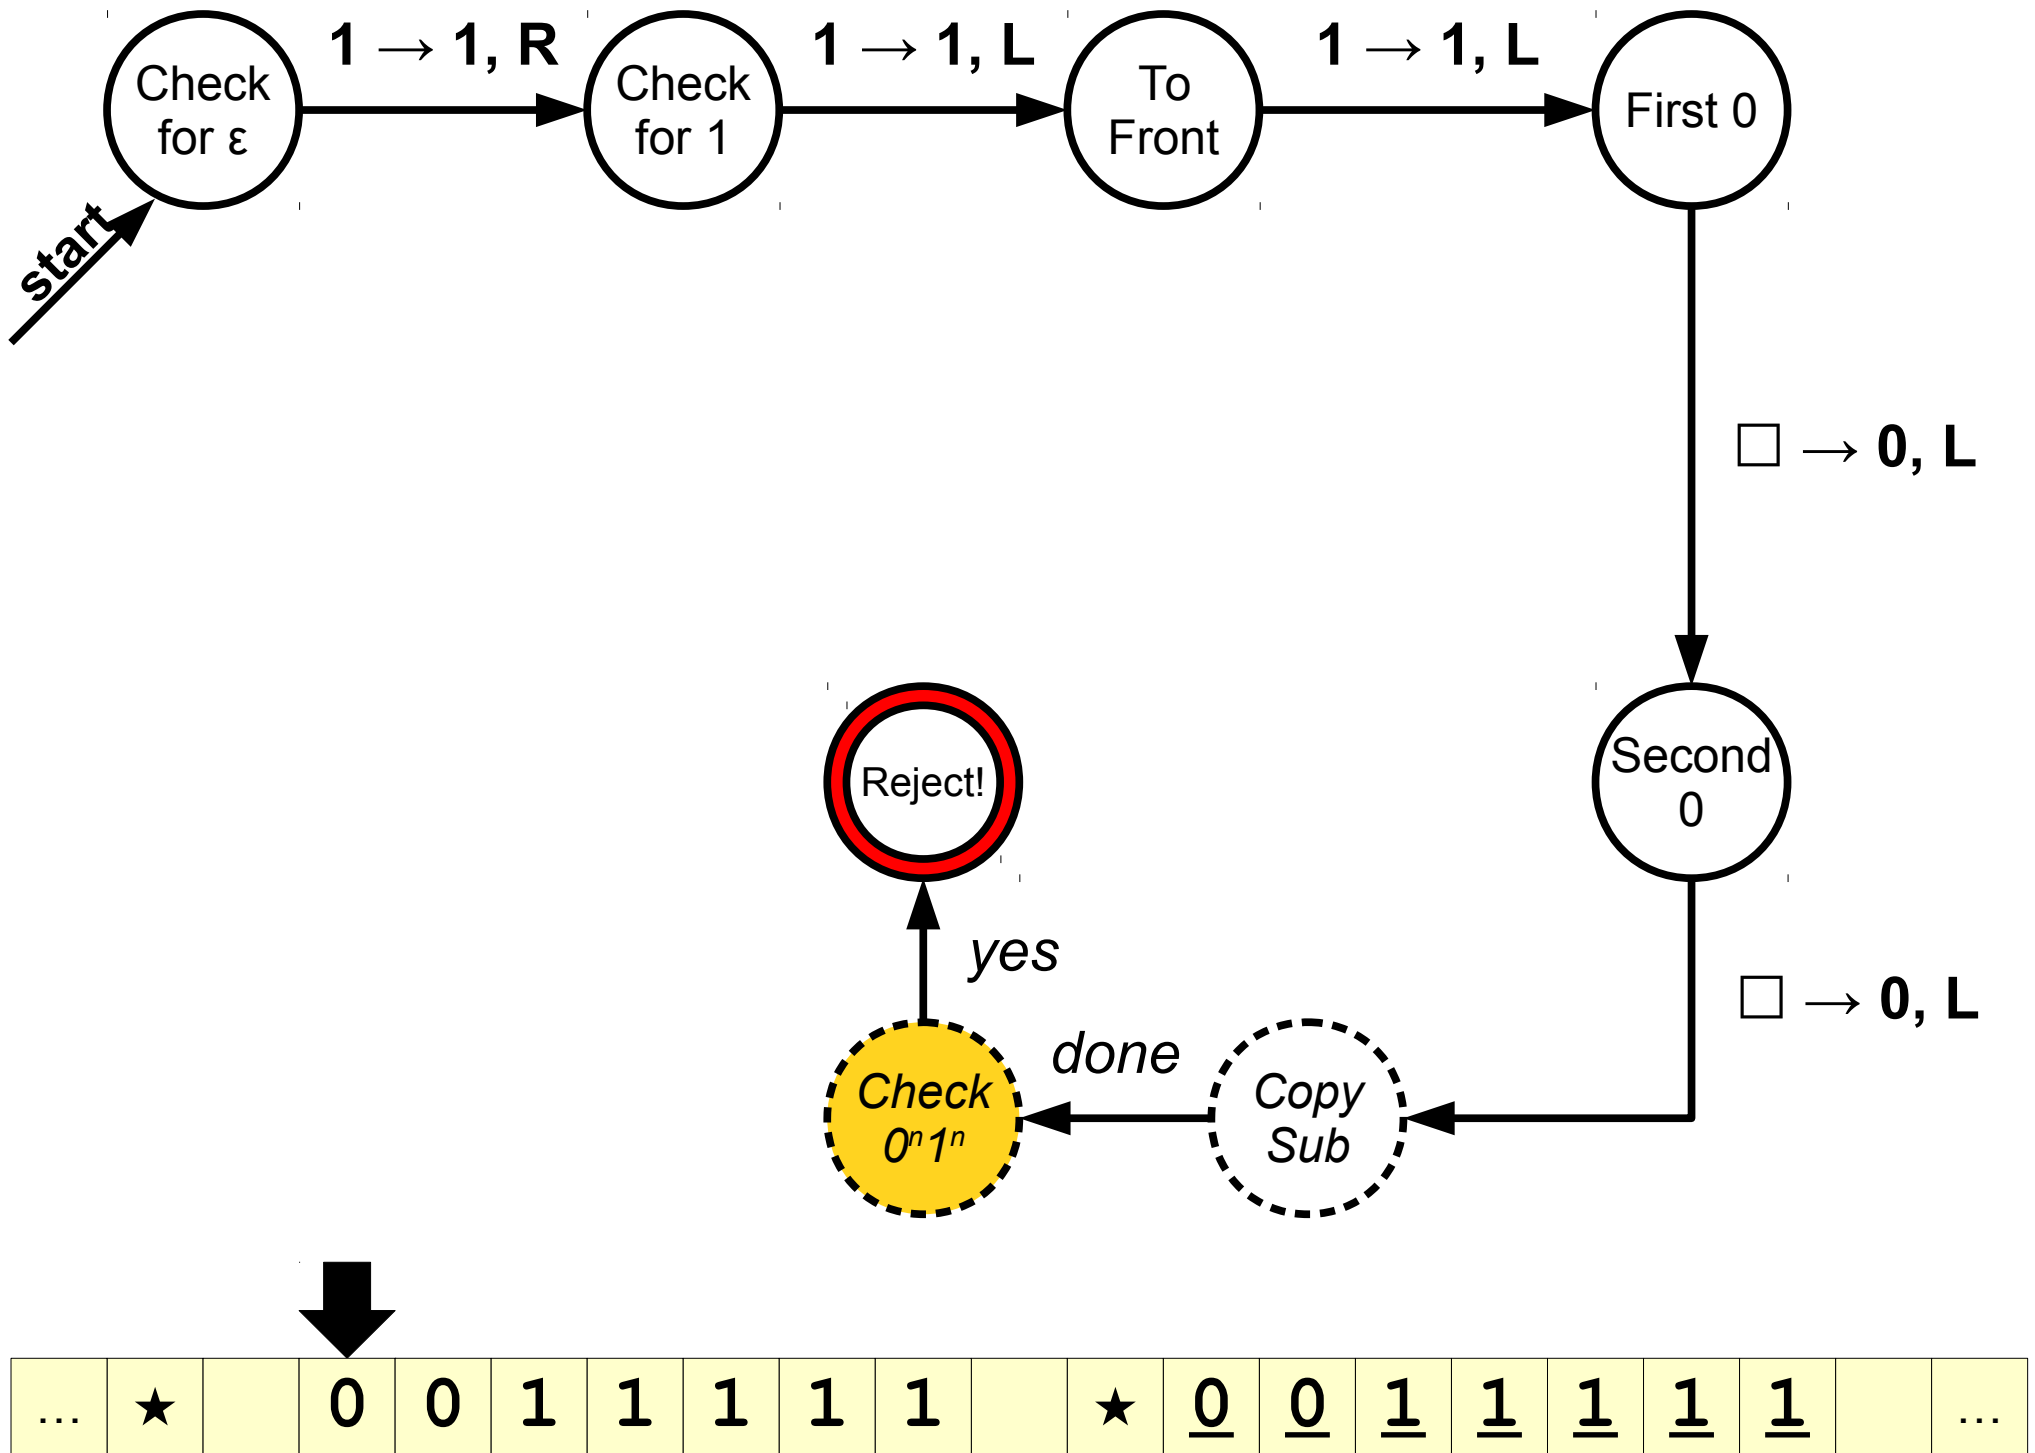 1 → 1, R
1 → 1, L
1 → 1, L
Check
for ε
Check
for 1
To
Front
First 0
start
□ → 0, L
Reject!
Second
0
yes
□ → 0, L
done
Check
0ⁿ1ⁿ
Copy
Sub
… ★ 0 0 1 1 1 1 1 ★ 0 0 1 1 1 1 1 …